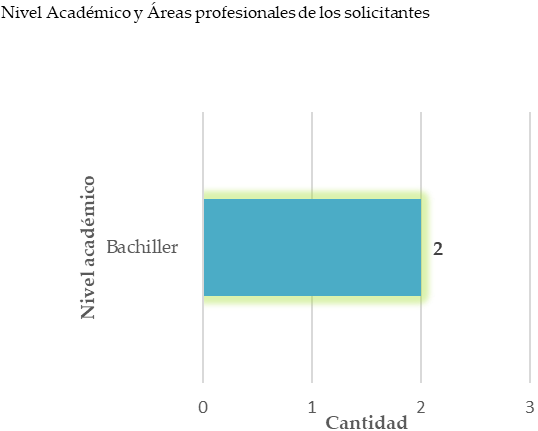 Nivel Académico y Áreas profesionales de los solicitantes
Nivel académico
Bachiller
2
0 1 2 3
Cantidad